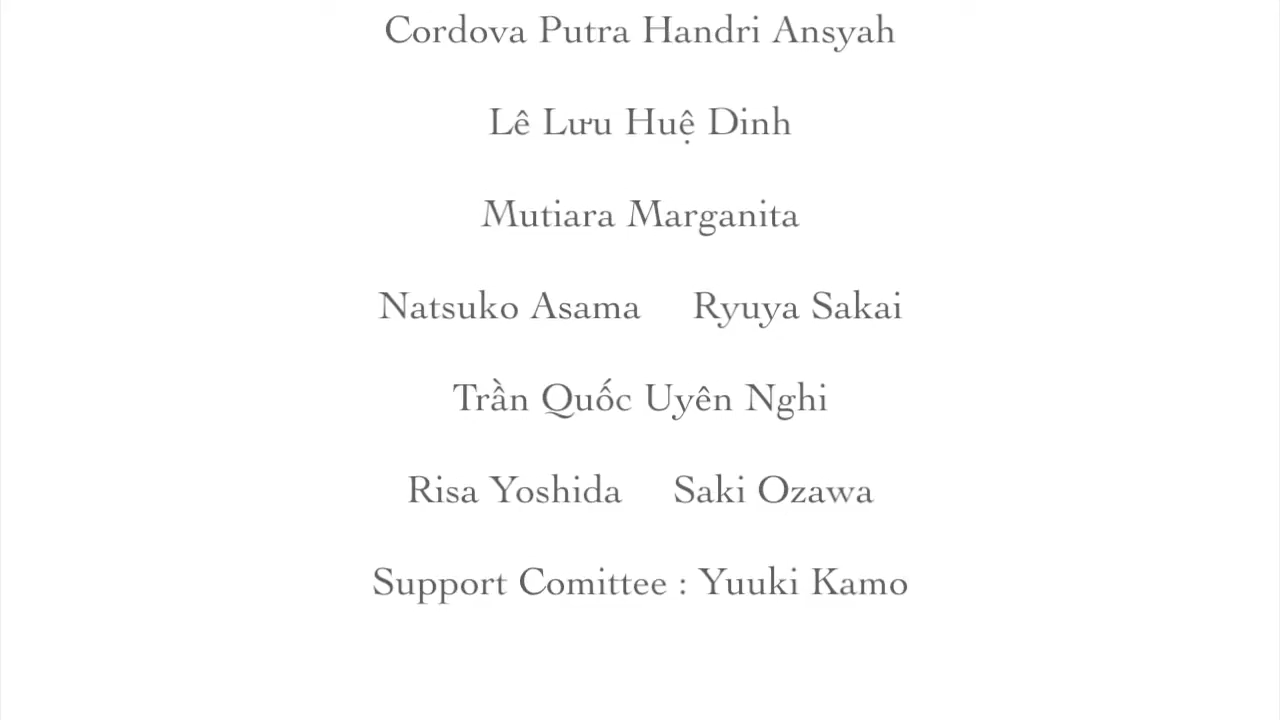 Cordova Putra Handri Ansyah
Lê Lưu Huệ Dinh
Mutiara Marganita
Natsuko Asama Ryuya Sakai
Trần Quốc Uyên Nghi
Risa Yoshida Saki Ozawa
Support Comittee : Yuuki Kamo